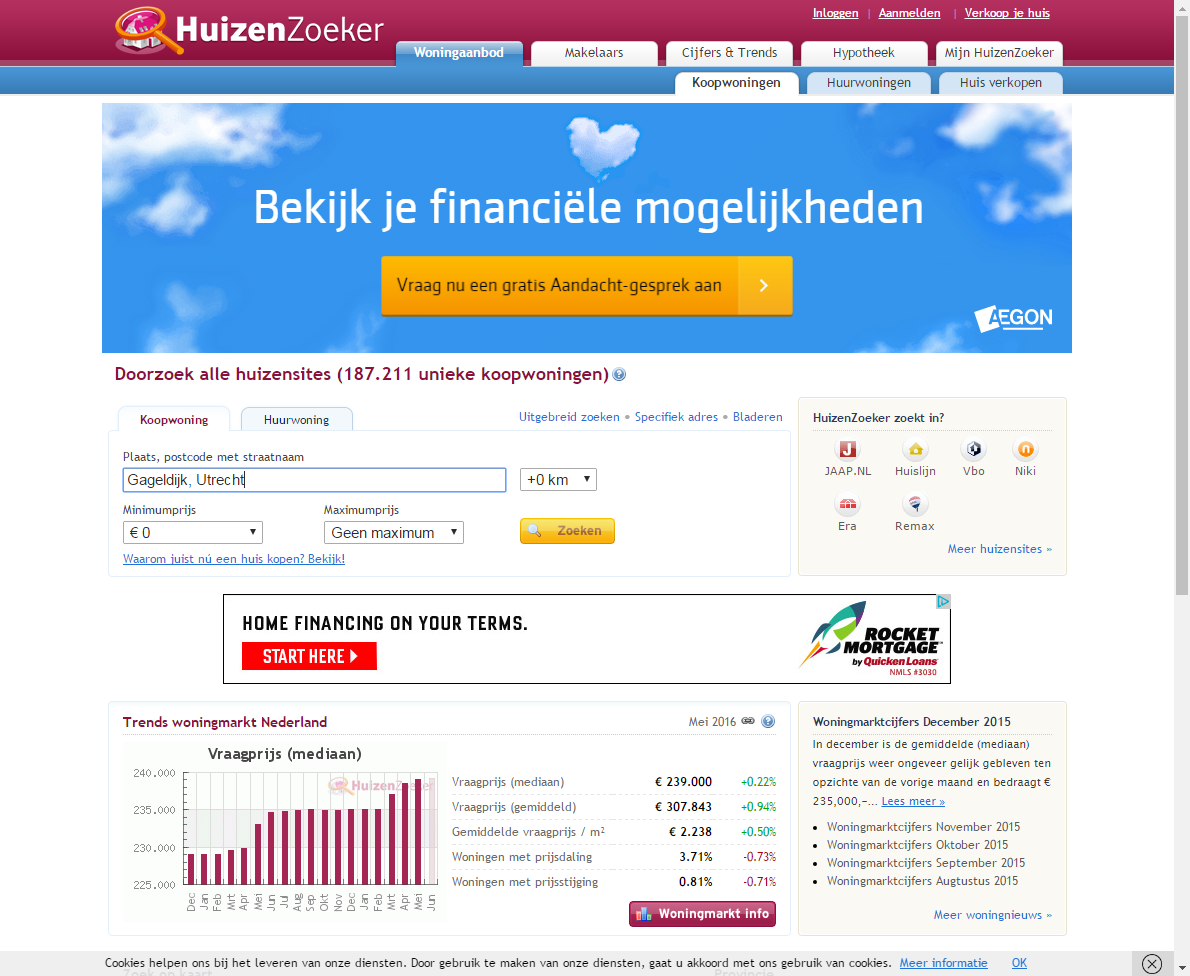 HuizenZoeker
Inloggen | Aanmelden | Verkoop je huis
Woningaanbod
Makelaars
Cijfers & Trends
Hypotheek
Mijn HuizenZoeker
Koopwoningen
Huurwoningen
Huis verkopen
Bekijk je financiële mogelijkheden
Vraag nu een gratis Aandacht-gesprek aan
AEGON
Doorzoek alle huizensites (187.211 unieke koopwoningen)
Koopwoning
Huurwoning
Uitgebreid zoeken • Specifiek adres • Bladeren
Plaats, postcode met straatnaam
Gageldijk, Utrecht
+0 km
Minimumprijs
Maximumprijs
€ 0
Geen maximum
Zoeken
Waarom juist nú een huis kopen? Bekijk!
HuizenZoeker zoekt in?
JAAP.NL
Huislijn
Vbo
Niki
Era
Remax
Meer huizensites »
HOME FINANCING ON YOUR TERMS.
START HERE
ROCKET
MORTGAGE
by Quicken Loans
NMLS #3030
Trends woningmarkt Nederland
Mei 2016
Vraagprijs (mediaan)
HuizenZoeker
240.000
235.000
230.000
225.000
Dec Jan Feb Mrt Apr Mei Jun Jul Aug Sep Okt Nov Dec Jan Feb Mrt Apr Mei Jun
Vraagprijs (mediaan) € 239.000 +0.22%
Vraagprijs (gemiddeld) € 307.843 +0.94%
Gemiddelde vraagprijs / m² € 2.238 +0.50%
Woningen met prijsdaling 3.71% -0.73%
Woningen met prijsstijging 0.81% -0.71%
Woningmarkt info
Woningmarktcijfers December 2015
In december is de gemiddelde (mediaan)
vraagprijs weer ongeveer gelijk gebleven ten
opzichte van de vorige maand en bedraagt €
235,000,-... Lees meer »
Woningmarktcijfers November 2015
Woningmarktcijfers Oktober 2015
Woningmarktcijfers September 2015
Woningmarktcijfers Augtustus 2015
Meer woningnieuws »
Cookies helpen ons bij het leveren van onze diensten. Door gebruik te maken van onze diensten, gaat u akkoord met ons gebruik van cookies. Meer informatie OK
Zoek op kaart
Provincie